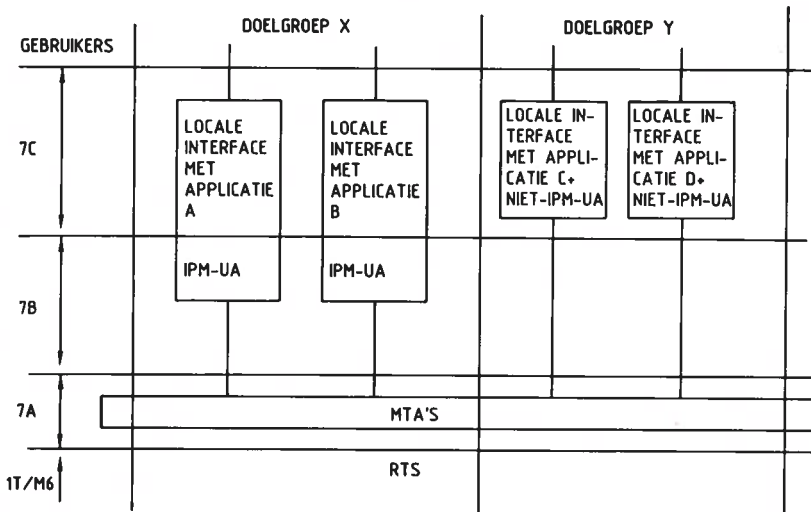 DOELGROEP X
DOELGROEP Y
GEBRUIKERS
7C
LOCALE
INTERFACE
MET
APPLICATIE
A
IPM-UA
LOCALE
INTERFACE
MET
APPLICATIE
B
IPM-UA
LOCALE IN-
TERFACE
MET APPLI-
CATIE C+
NIET-IPM-UA
LOCALE IN-
TERFACE
MET APPLI-
CATIE D+
NIET-IPM-UA
7B
7A
MTA'S
RTS
1T/M6